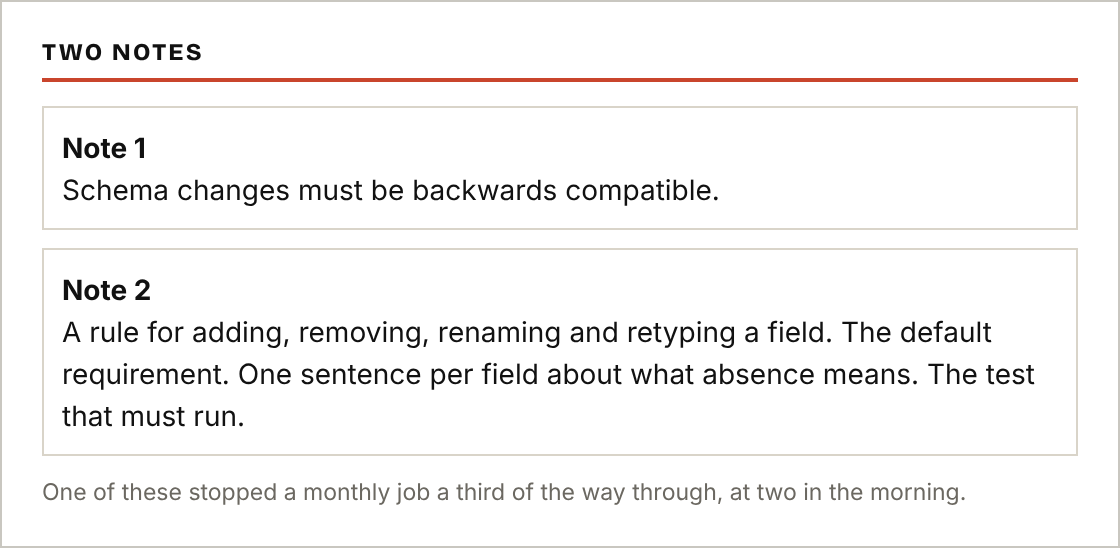 TWO NOTES
Note 1
Schema changes must be backwards compatible.
Note 2
A rule for adding, removing, renaming and retyping a field. The default
requirement. One sentence per field about what absence means. The test
that must run.
One of these stopped a monthly job a third of the way through, at two in the morning.